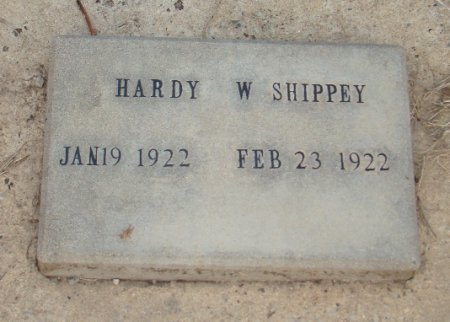 HARDY W SHIPPEY
JAN19 1922 FEB 23 1922